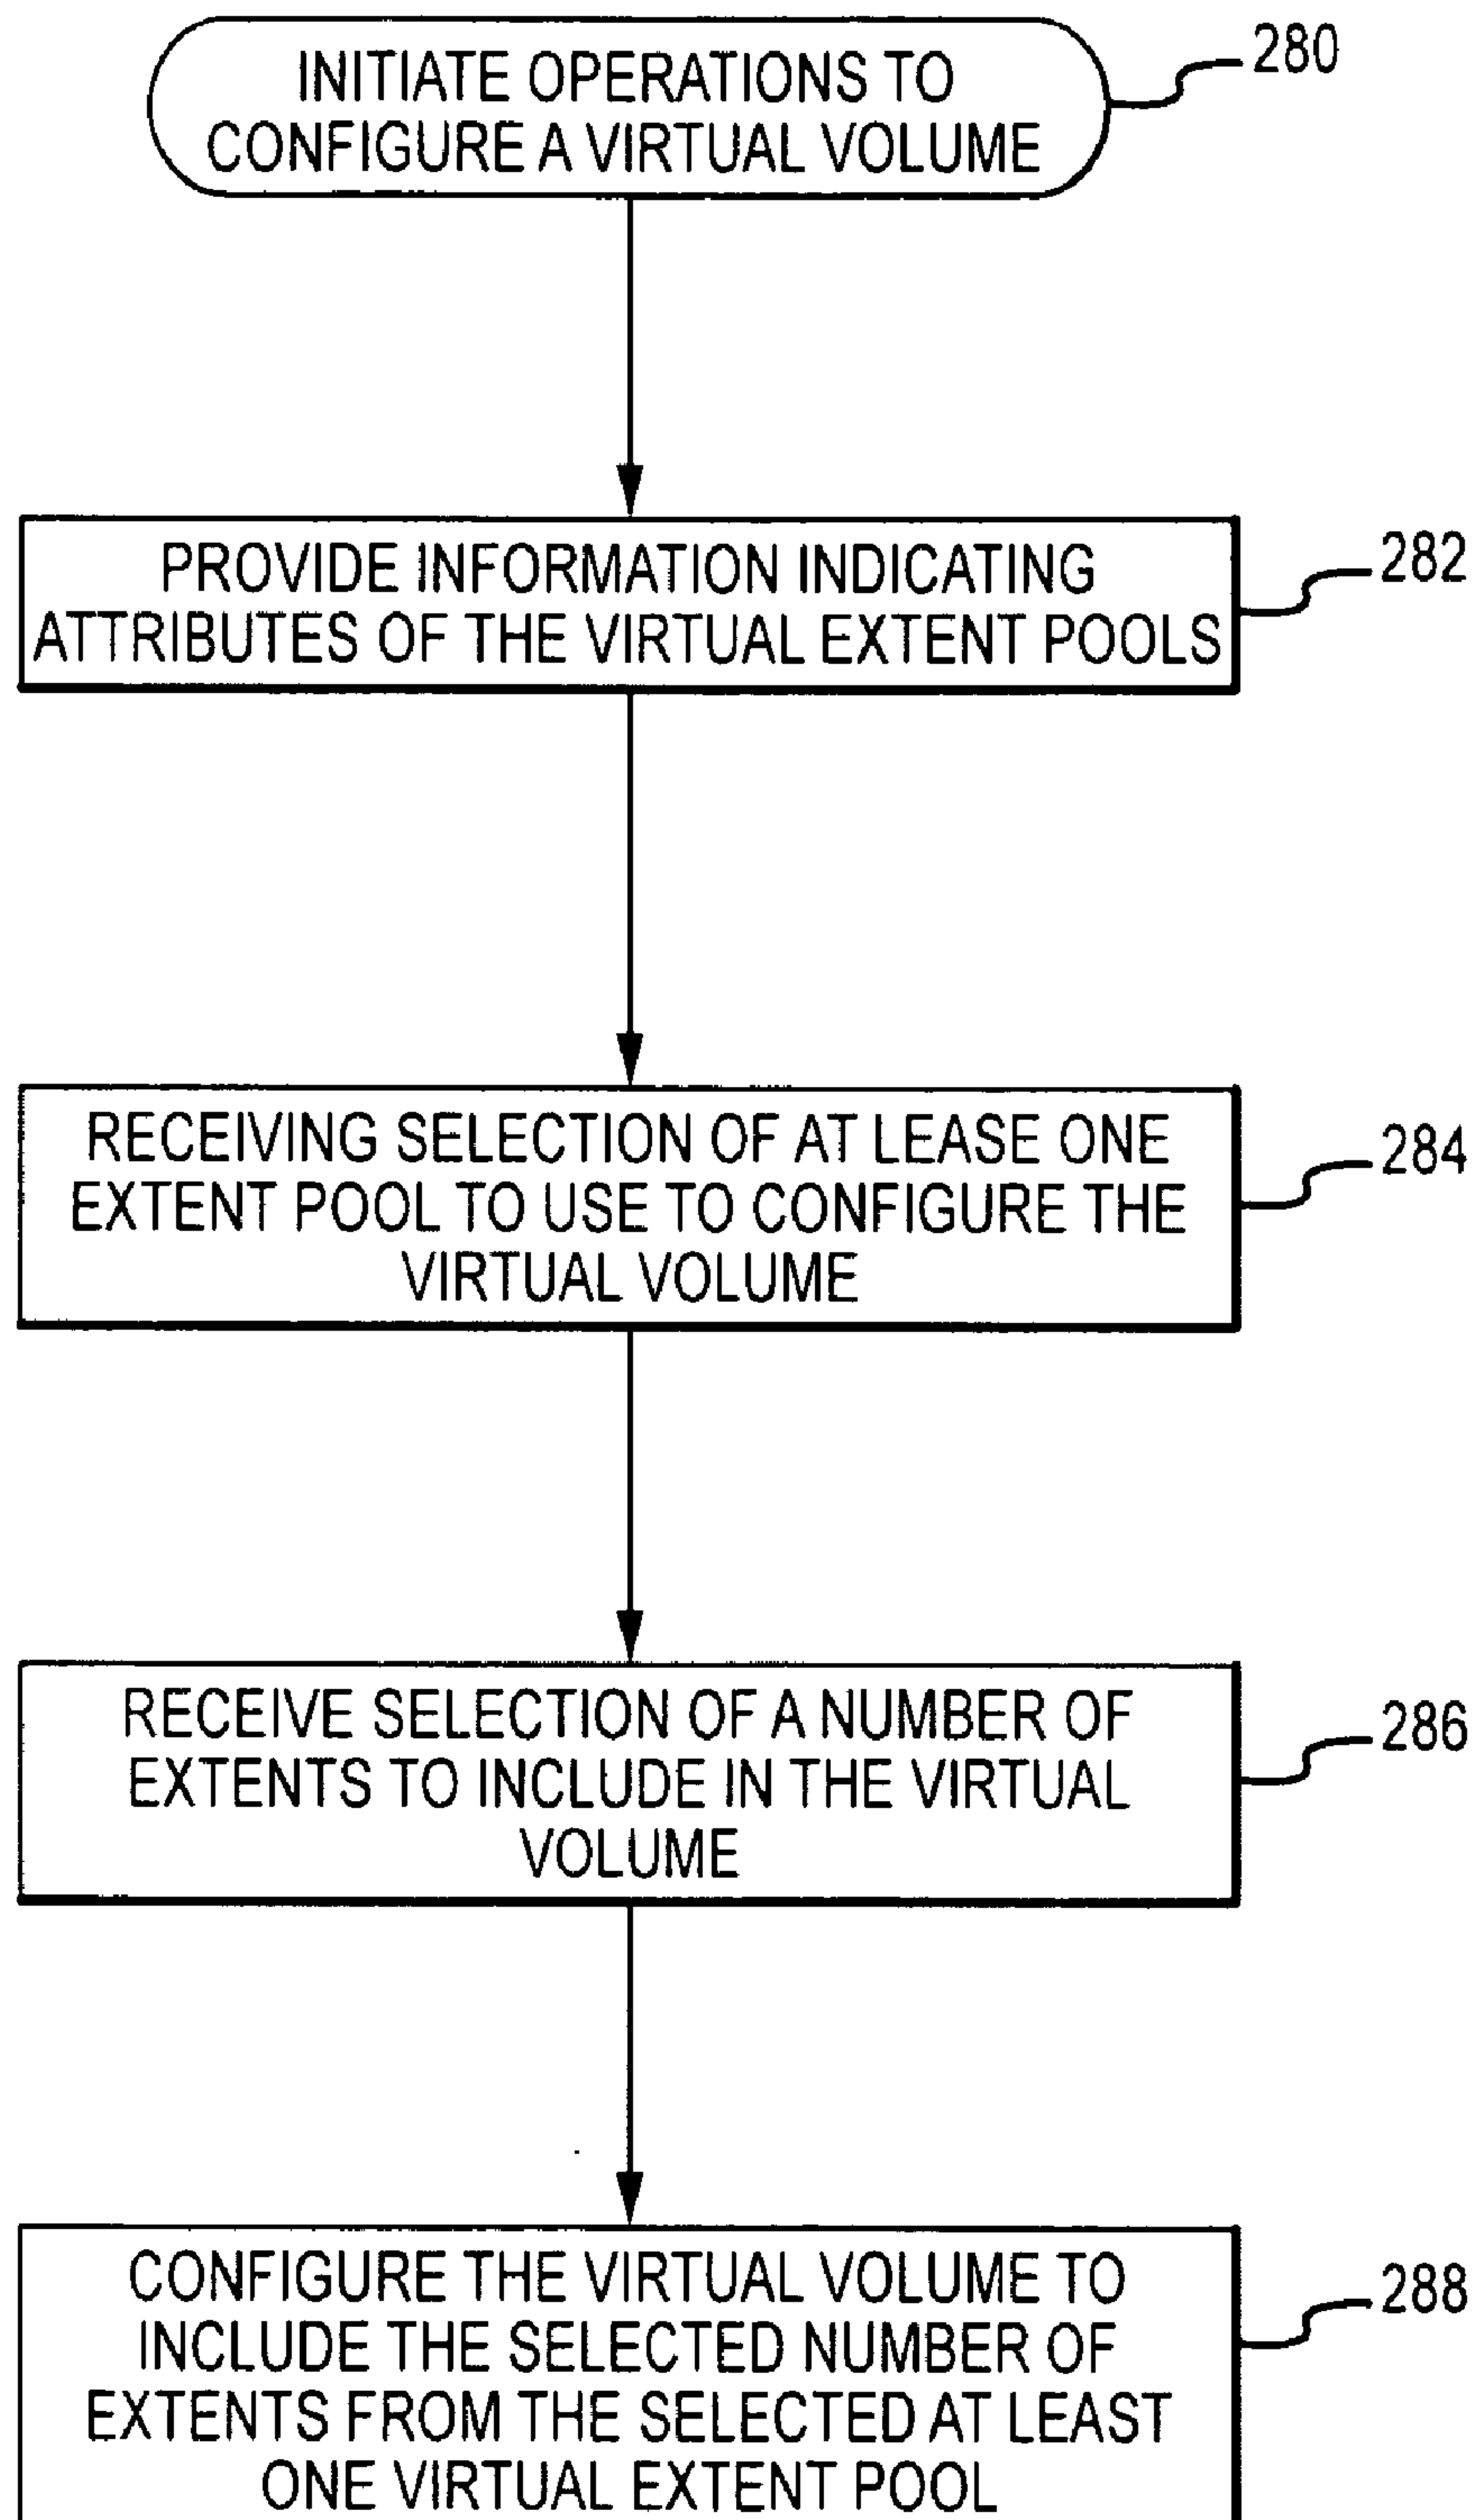 INITIATE OPERATIONS TO
CONFIGURE A VIRTUAL VOLUME
280
PROVIDE INFORMATION INDICATING
ATTRIBUTES OF THE VIRTUAL EXTENT POOLS
282
RECEIVING SELECTION OF AT LEASE ONE
EXTENT POOL TO USE TO CONFIGURE THE
VIRTUAL VOLUME
284
RECEIVE SELECTION OF A NUMBER OF
EXTENTS TO INCLUDE IN THE VIRTUAL
VOLUME
286
CONFIGURE THE VIRTUAL VOLUME TO
INCLUDE THE SELECTED NUMBER OF
EXTENTS FROM THE SELECTED AT LEAST
ONE VIRTUAL EXTENT POOL
288